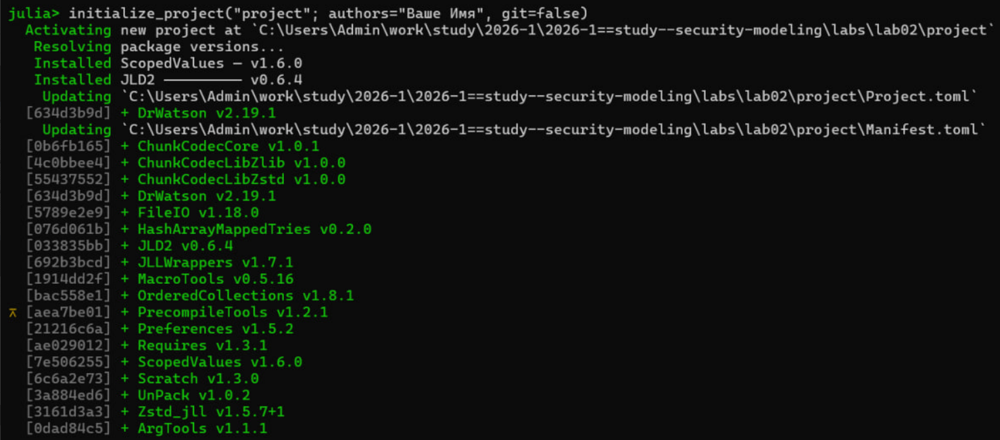 julia> initialize_project("project"; authors="Ваше Имя", git=false)
Activating new project at `C:\Users\Admin\work\study\2026-1\2026-1==study--security-modeling\labs\lab02\project`
Resolving package versions...
Installed ScopedValues — v1.6.0
Installed JLD2 ————————— v0.6.4
Updating `C:\Users\Admin\work\study\2026-1\2026-1==study--security-modeling\labs\lab02\project\Project.toml`
[634d3b9d] + DrWatson v2.19.1
Updating `C:\Users\Admin\work\study\2026-1\2026-1==study--security-modeling\labs\lab02\project\Manifest.toml`
[0b6fb165] + ChunkCodecCore v1.0.1
[4c0bbee4] + ChunkCodecLibZlib v1.0.0
[55437552] + ChunkCodecLibZstd v1.0.0
[634d3b9d] + DrWatson v2.19.1
[5789e2e9] + FileIO v1.18.0
[076d061b] + HashArrayMappedTries v0.2.0
[033835bb] + JLD2 v0.6.4
[692b3bcd] + JLLWrappers v1.7.1
[1914dd2f] + MacroTools v0.5.16
[bac558e1] + OrderedCollections v1.8.1
⌅ [aea7be01] + PrecompileTools v1.2.1
[21216c6a] + Preferences v1.5.2
[ae029012] + Requires v1.3.1
[7e506255] + ScopedValues v1.6.0
[6c6a2e73] + Scratch v1.3.0
[3a884ed6] + UnPack v1.0.2
[3161d3a3] + Zstd_jll v1.5.7+1
[0dad84c5] + ArgTools v1.1.1